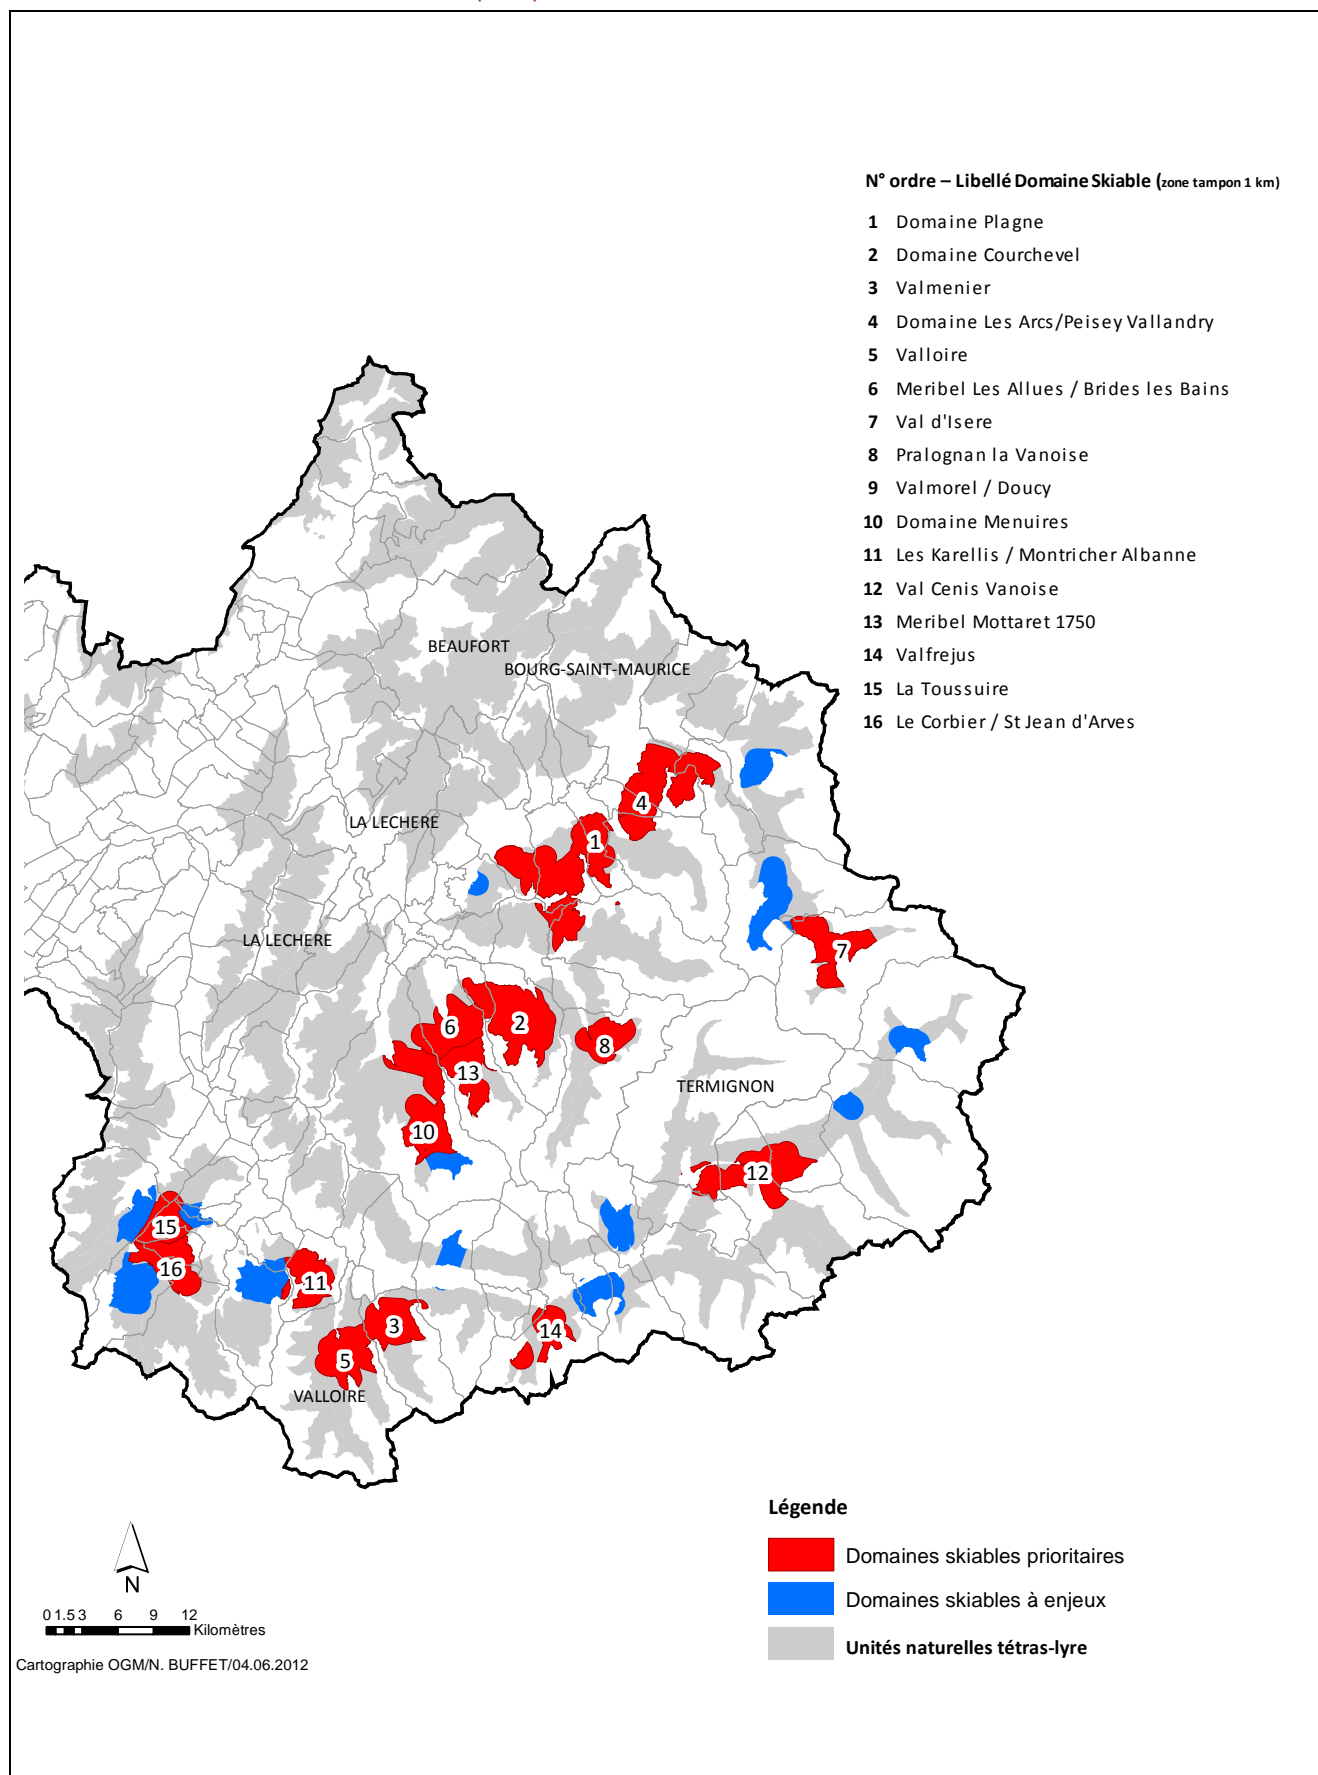 N° ordre – Libellé Domaine Skiable (zone tampon 1 km)
1 Domaine Plagne
2 Domaine Courchevel
3 Valmenier
4 Domaine Les Arcs/Peisey Vallandry
5 Valloire
6 Meribel Les Allues / Brides les Bains
7 Val d'Isere
8 Pralognan la Vanoise
9 Valmorel / Doucy
10 Domaine Menuires
11 Les Karellis / Montricher Albanne
12 Val Cenis Vanoise
13 Meribel Mottaret 1750
14 Valfrejus
15 La Toussuire
16 Le Corbier / St Jean d'Arves
BEAUFORT
BOURG-SAINT-MAURICE
4
LA LECHERE
1
LA LECHERE
7
6
2
8
13
TERMIGNON
10
12
15
16
11
3
14
5
VALLOIRE
Légende
Domaines skiables prioritaires
Domaines skiables à enjeux
Unités naturelles tétras-lyre
N
0 1.5 3 6 9 12
Kilomètres
Cartographie OGM/N. BUFFET/04.06.2012